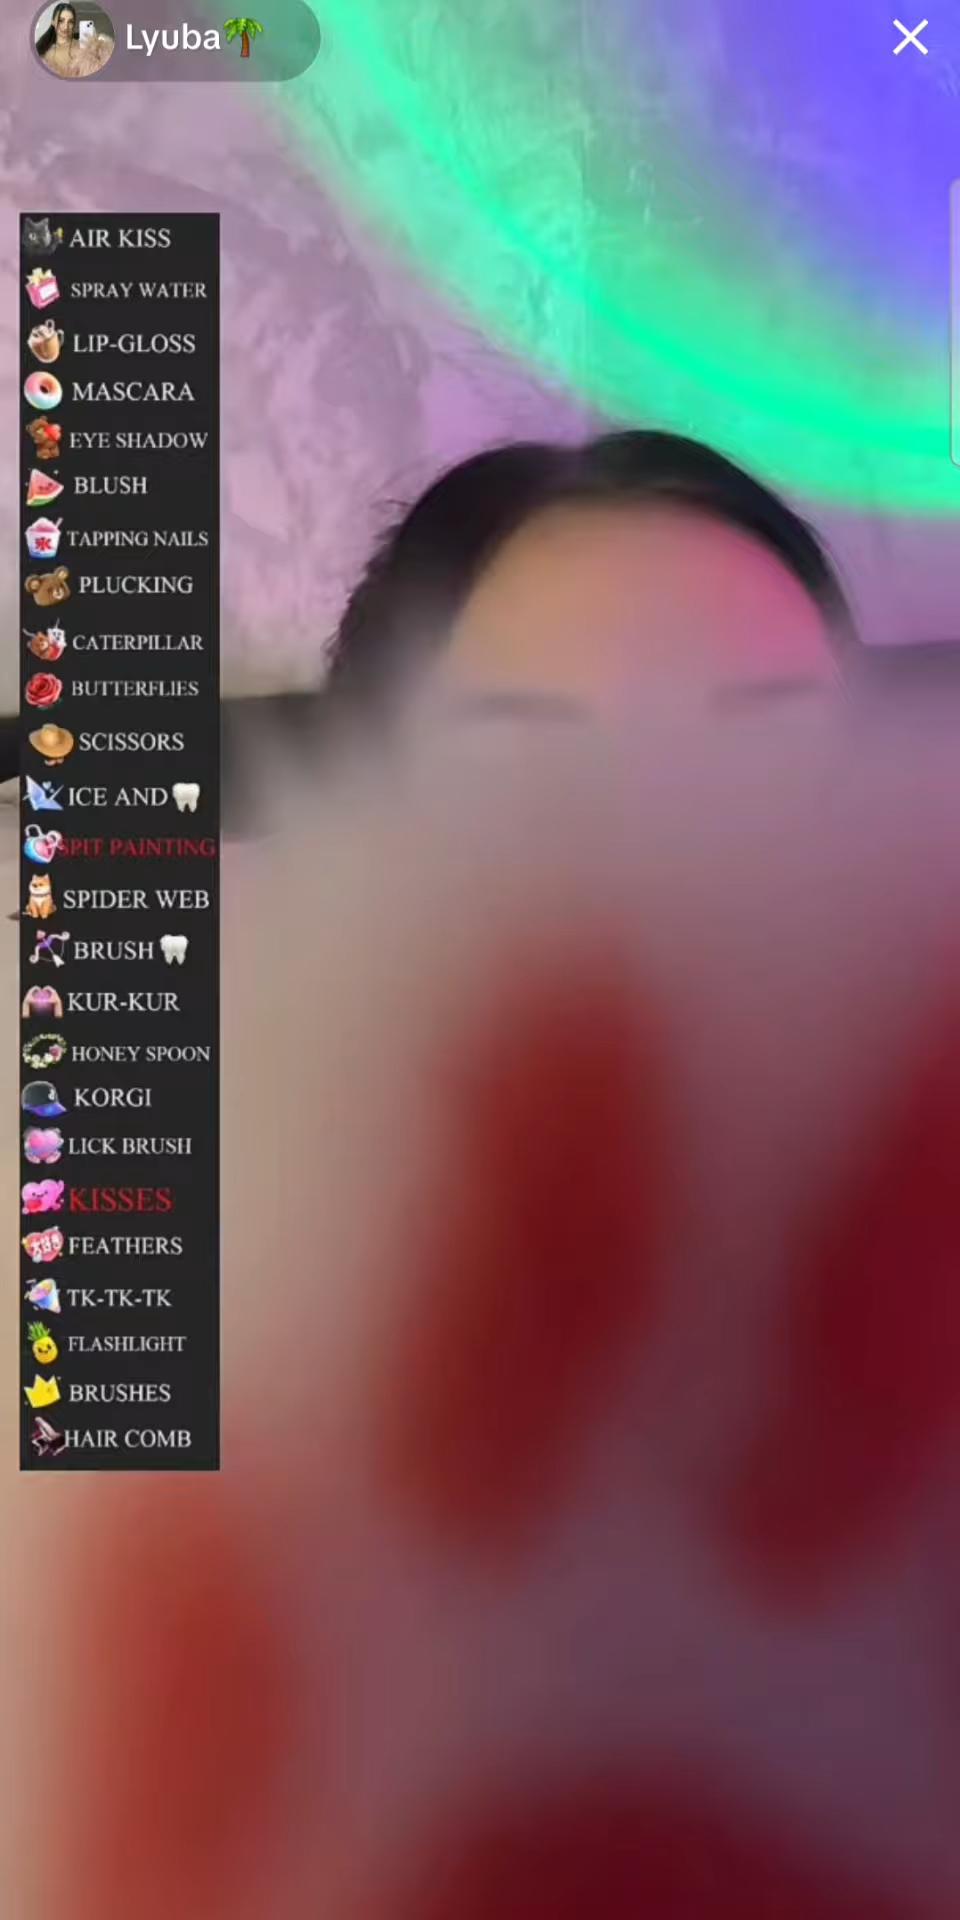 Lyuba
AIR KISS
SPRAY WATER
LIP-GLOSS
MASCARA
EYE SHADOW
BLUSH
TAPPING NAILS
PLUCKING
CATERPILLAR
BUTTERFLIES
SCISSORS
ICE AND
SPIT PAINTING
SPIDER WEB
BRUSH
KUR-KUR
HONEY SPOON
KORGI
LICK BRUSH
KISSES
FEATHERS
TK-TK-TK
FLASHLIGHT
BRUSHES
HAIR COMB